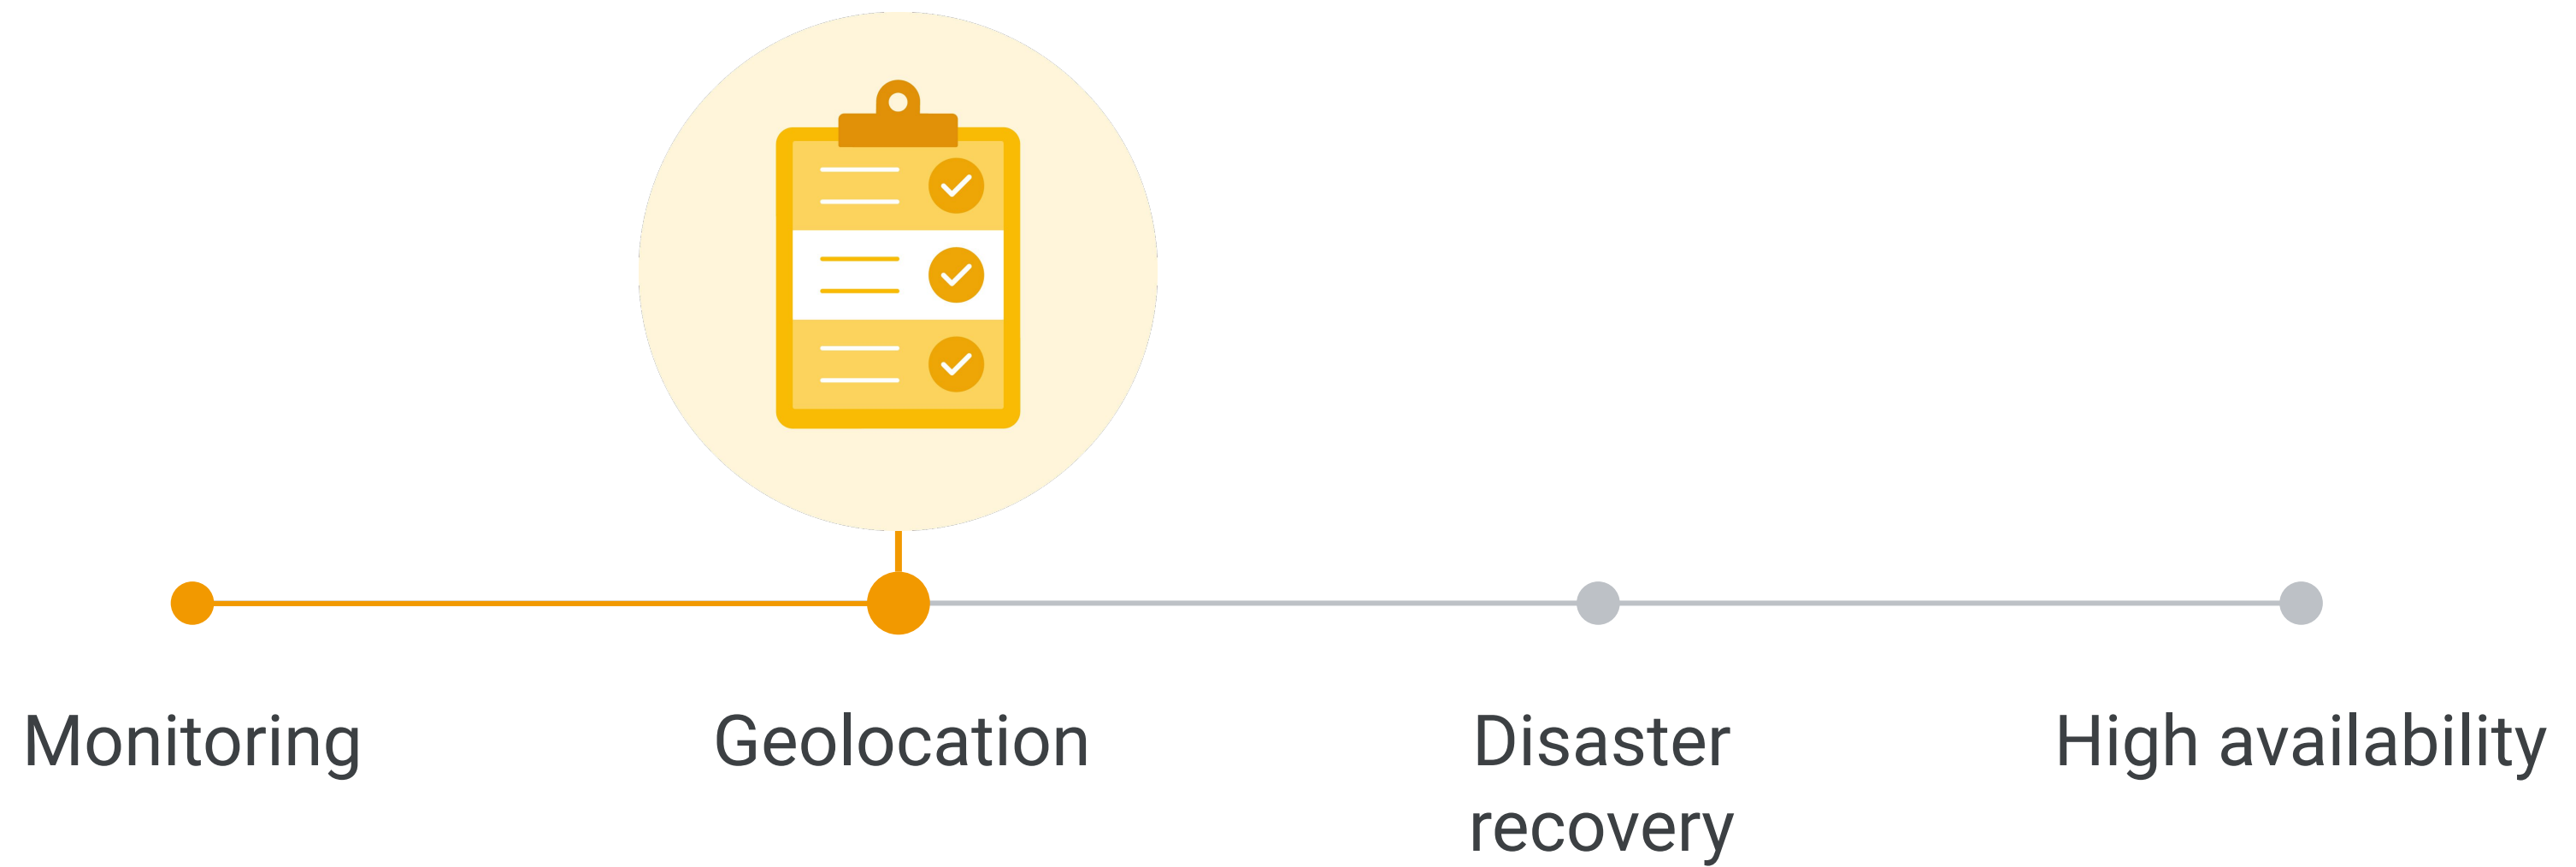 Monitoring
Geolocation
Disaster
recovery
High availability